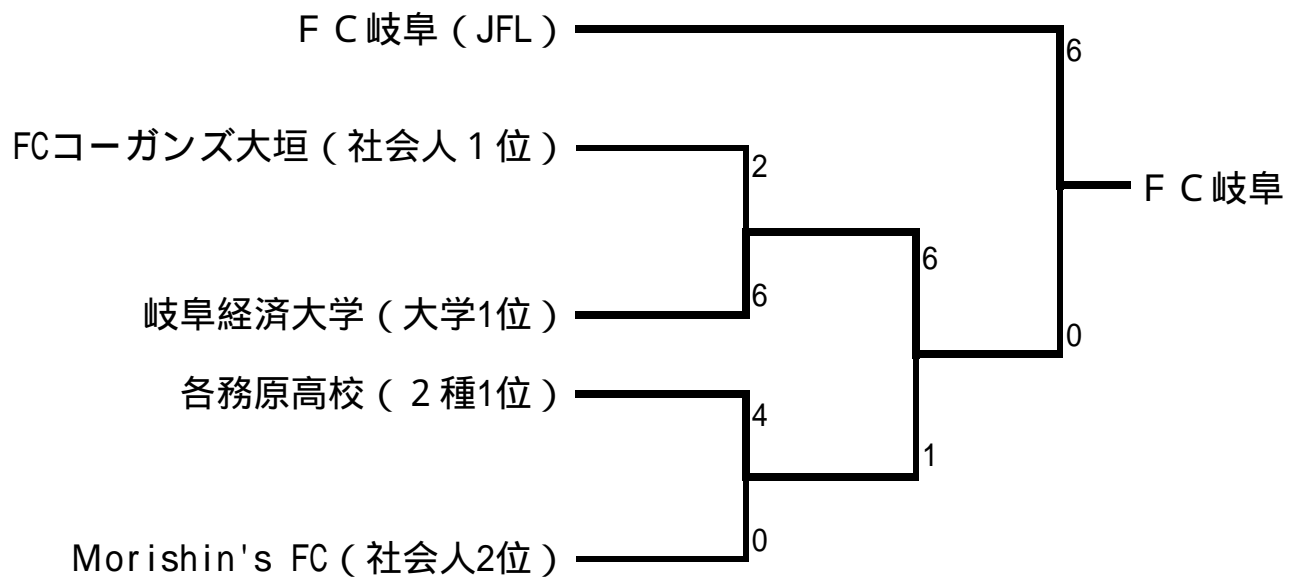 ＦＣ岐阜（JFL）
6
FCコーガンズ大垣（社会人１位）
2
ＦＣ岐阜
6
岐阜経済大学（大学1位）
6
0
各務原高校（２種1位）
4
1
Morishin's FC（社会人2位）
0